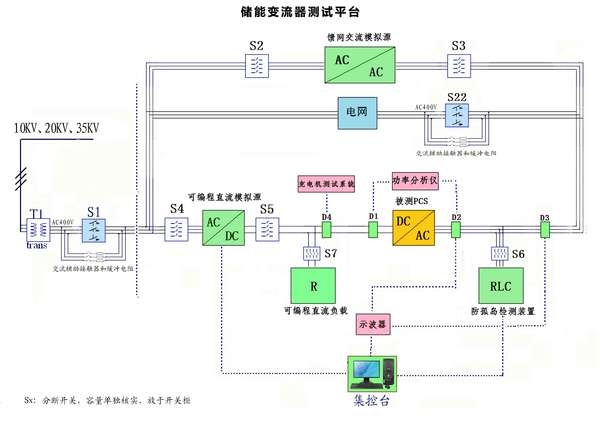 储能变流器测试平台
馈网交流模拟源
S2
AC
AC
S3
电网
AC400V
S22
交流辅助接触器和缓冲电阻
10KV、20KV、35KV
T1
trans
AC400V
S1
交流辅助接触器和缓冲电阻
S4
可编程直流模拟源
AC
DC
S5
充电机测试系统
D4
功率分析仪
D1
被测PCS
DC
AC
D2
D3
S7
R
可编程直流负载
S6
RLC
防孤岛检测装置
示波器
集控台
Sx: 分断开关, 容量单独核实, 放于开关柜